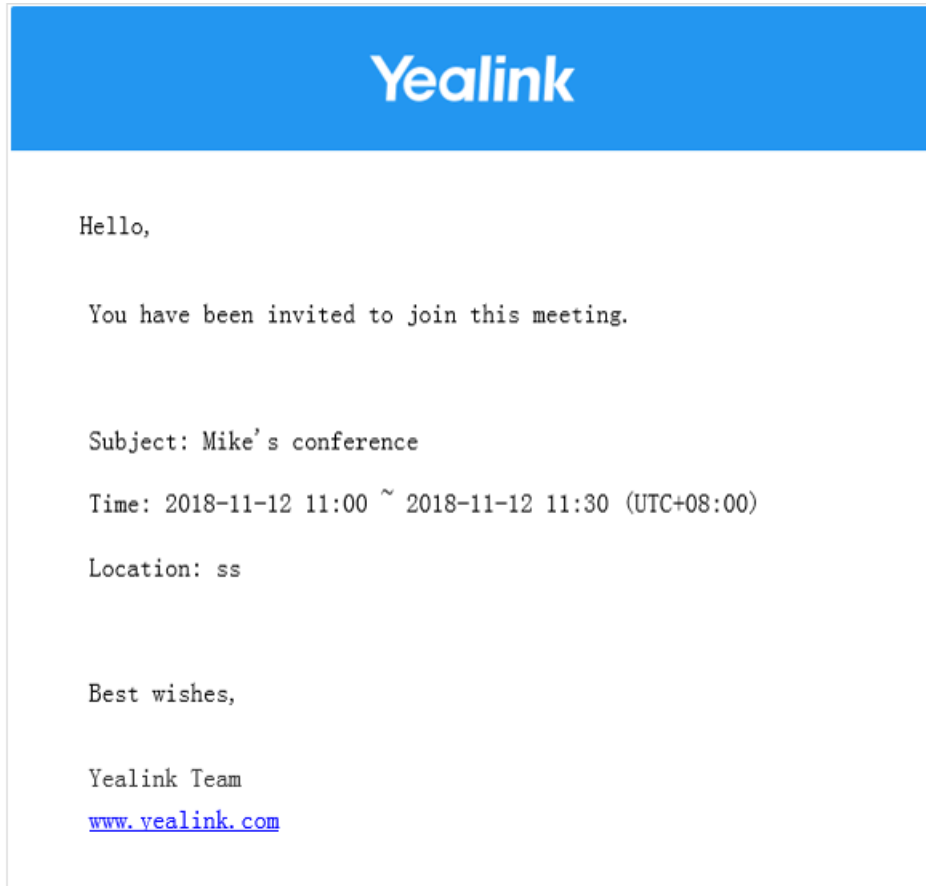 Yealink
Hello,
You have been invited to join this meeting.
Subject: Mike's conference
Time: 2018-11-12 11:00 ~ 2018-11-12 11:30 (UTC+08:00)
Location: ss
Best wishes,
Yealink Team
www.yealink.com